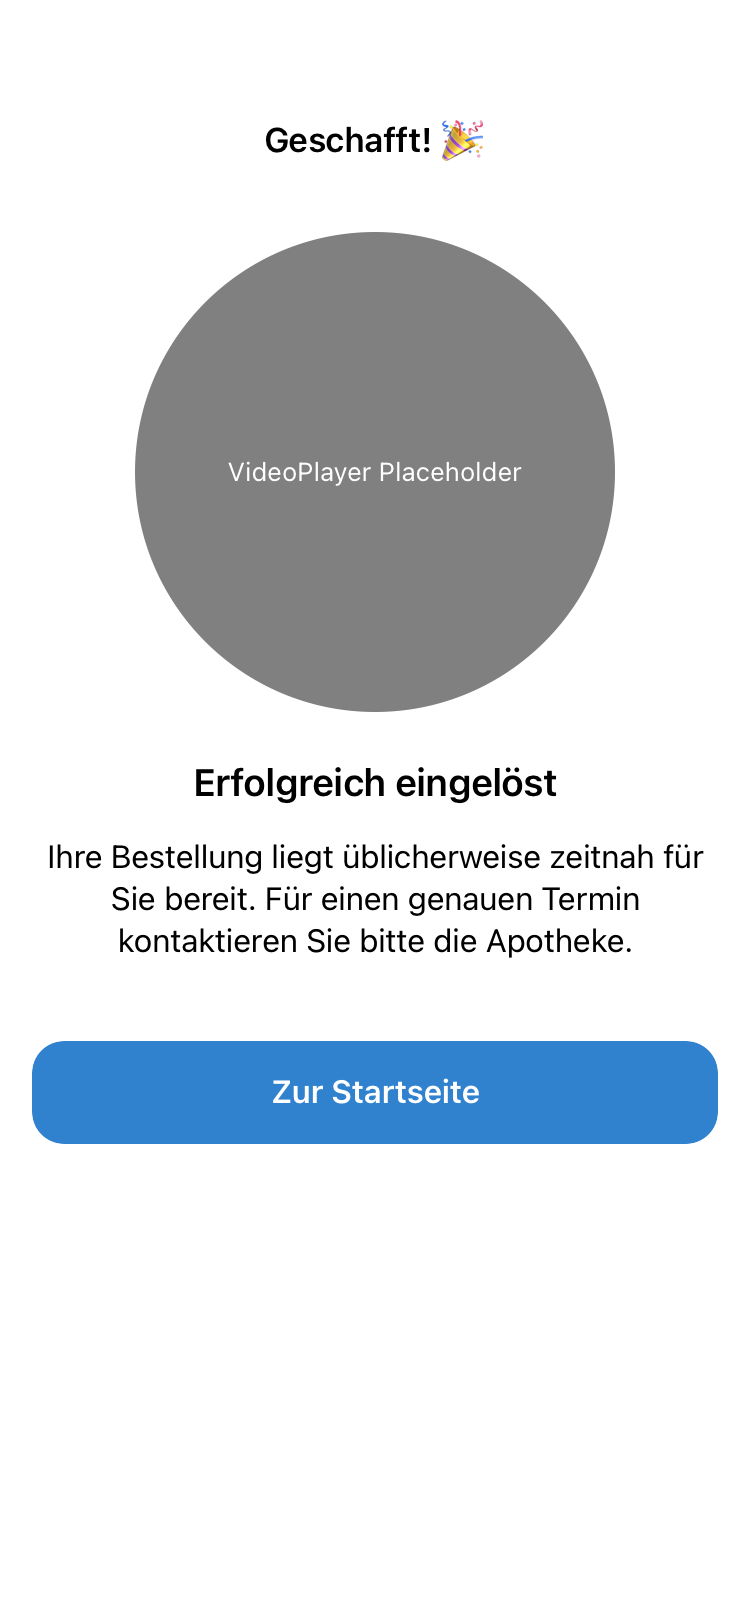 Geschafft! 🎉
VideoPlayer Placeholder
Erfolgreich eingelöst
Ihre Bestellung liegt üblicherweise zeitnah für
Sie bereit. Für einen genauen Termin
kontaktieren Sie bitte die Apotheke.
Zur Startseite